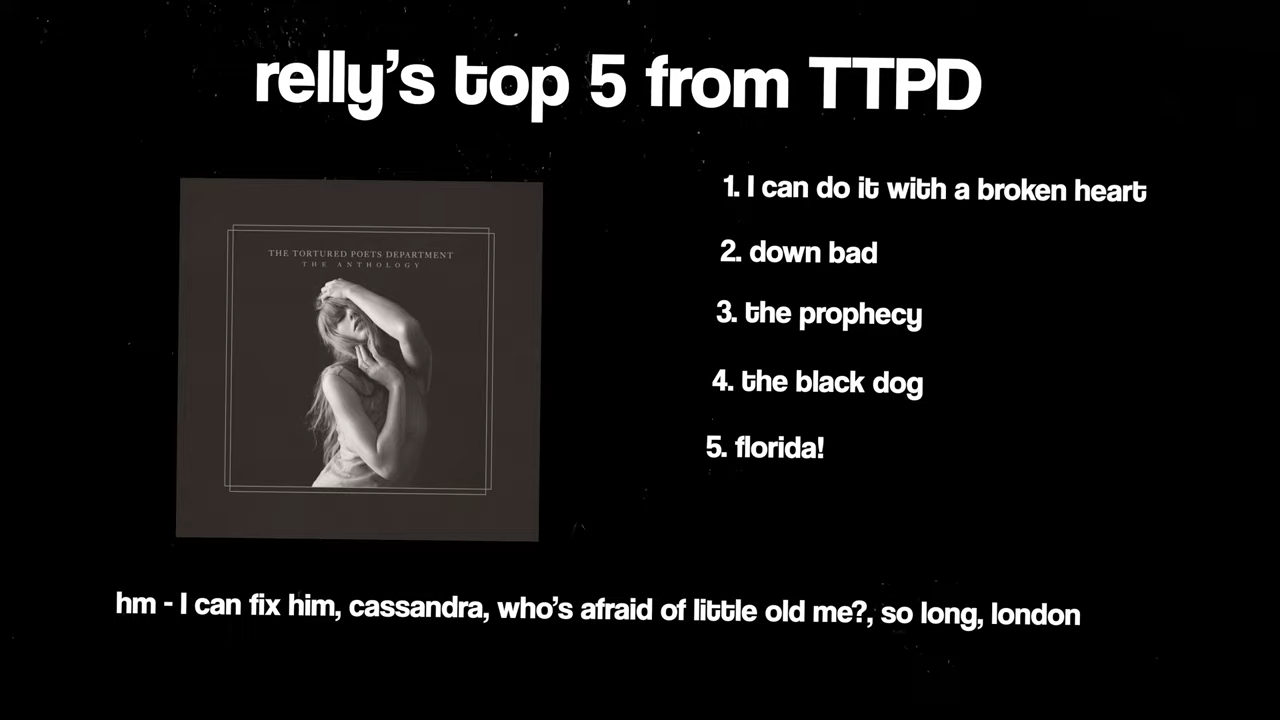 relly's top 5 from TTPD
THE TORTURED POETS DEPARTMENT
THE ANTHOLOGY
1. I can do it with a broken heart
2. down bad
3. the prophecy
4. the black dog
5. florida!
hm - I can fix him, cassandra, who's afraid of little old me?, so long, london